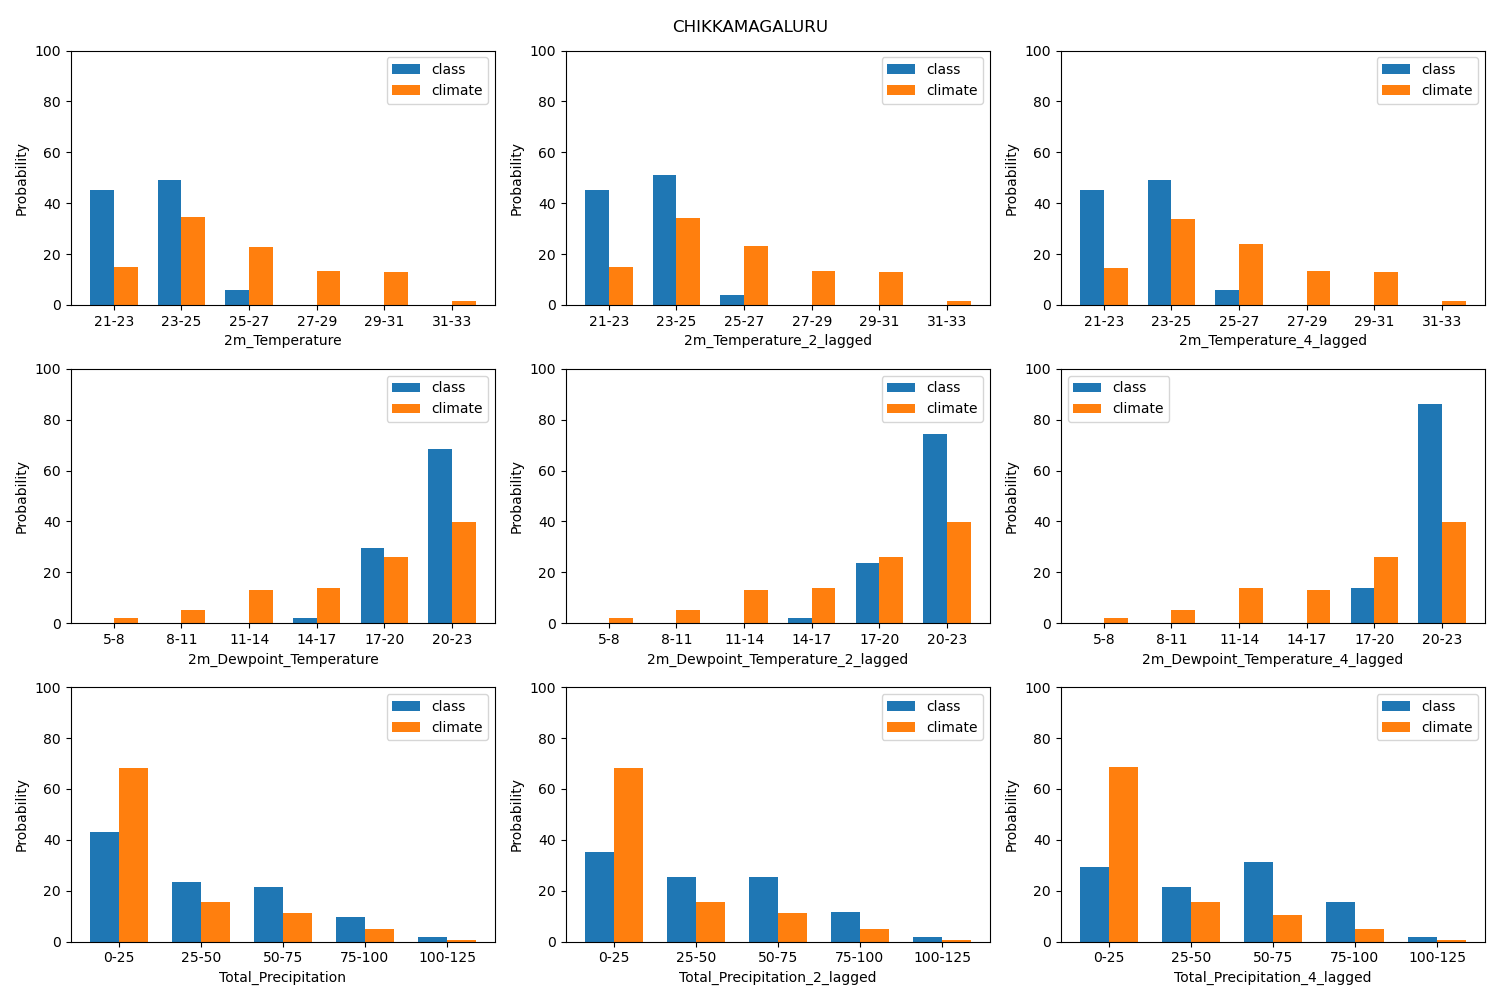 CHIKKAMAGALURU
100
80
60
40
20
0
Probability
class
climate
21-23 23-25 25-27 27-29 29-31 31-33
2m_Temperature
100
80
60
40
20
0
Probability
class
climate
21-23 23-25 25-27 27-29 29-31 31-33
2m_Temperature_2_lagged
100
80
60
40
20
0
Probability
class
climate
21-23 23-25 25-27 27-29 29-31 31-33
2m_Temperature_4_lagged
100
80
60
40
20
0
Probability
class
climate
5-8 8-11 11-14 14-17 17-20 20-23
2m_Dewpoint_Temperature
100
80
60
40
20
0
Probability
class
climate
5-8 8-11 11-14 14-17 17-20 20-23
2m_Dewpoint_Temperature_2_lagged
100
80
60
40
20
0
Probability
class
climate
5-8 8-11 11-14 14-17 17-20 20-23
2m_Dewpoint_Temperature_4_lagged
100
80
60
40
20
0
Probability
class
climate
0-25 25-50 50-75 75-100 100-125
Total_Precipitation
100
80
60
40
20
0
Probability
class
climate
0-25 25-50 50-75 75-100 100-125
Total_Precipitation_2_lagged
100
80
60
40
20
0
Probability
class
climate
0-25 25-50 50-75 75-100 100-125
Total_Precipitation_4_lagged